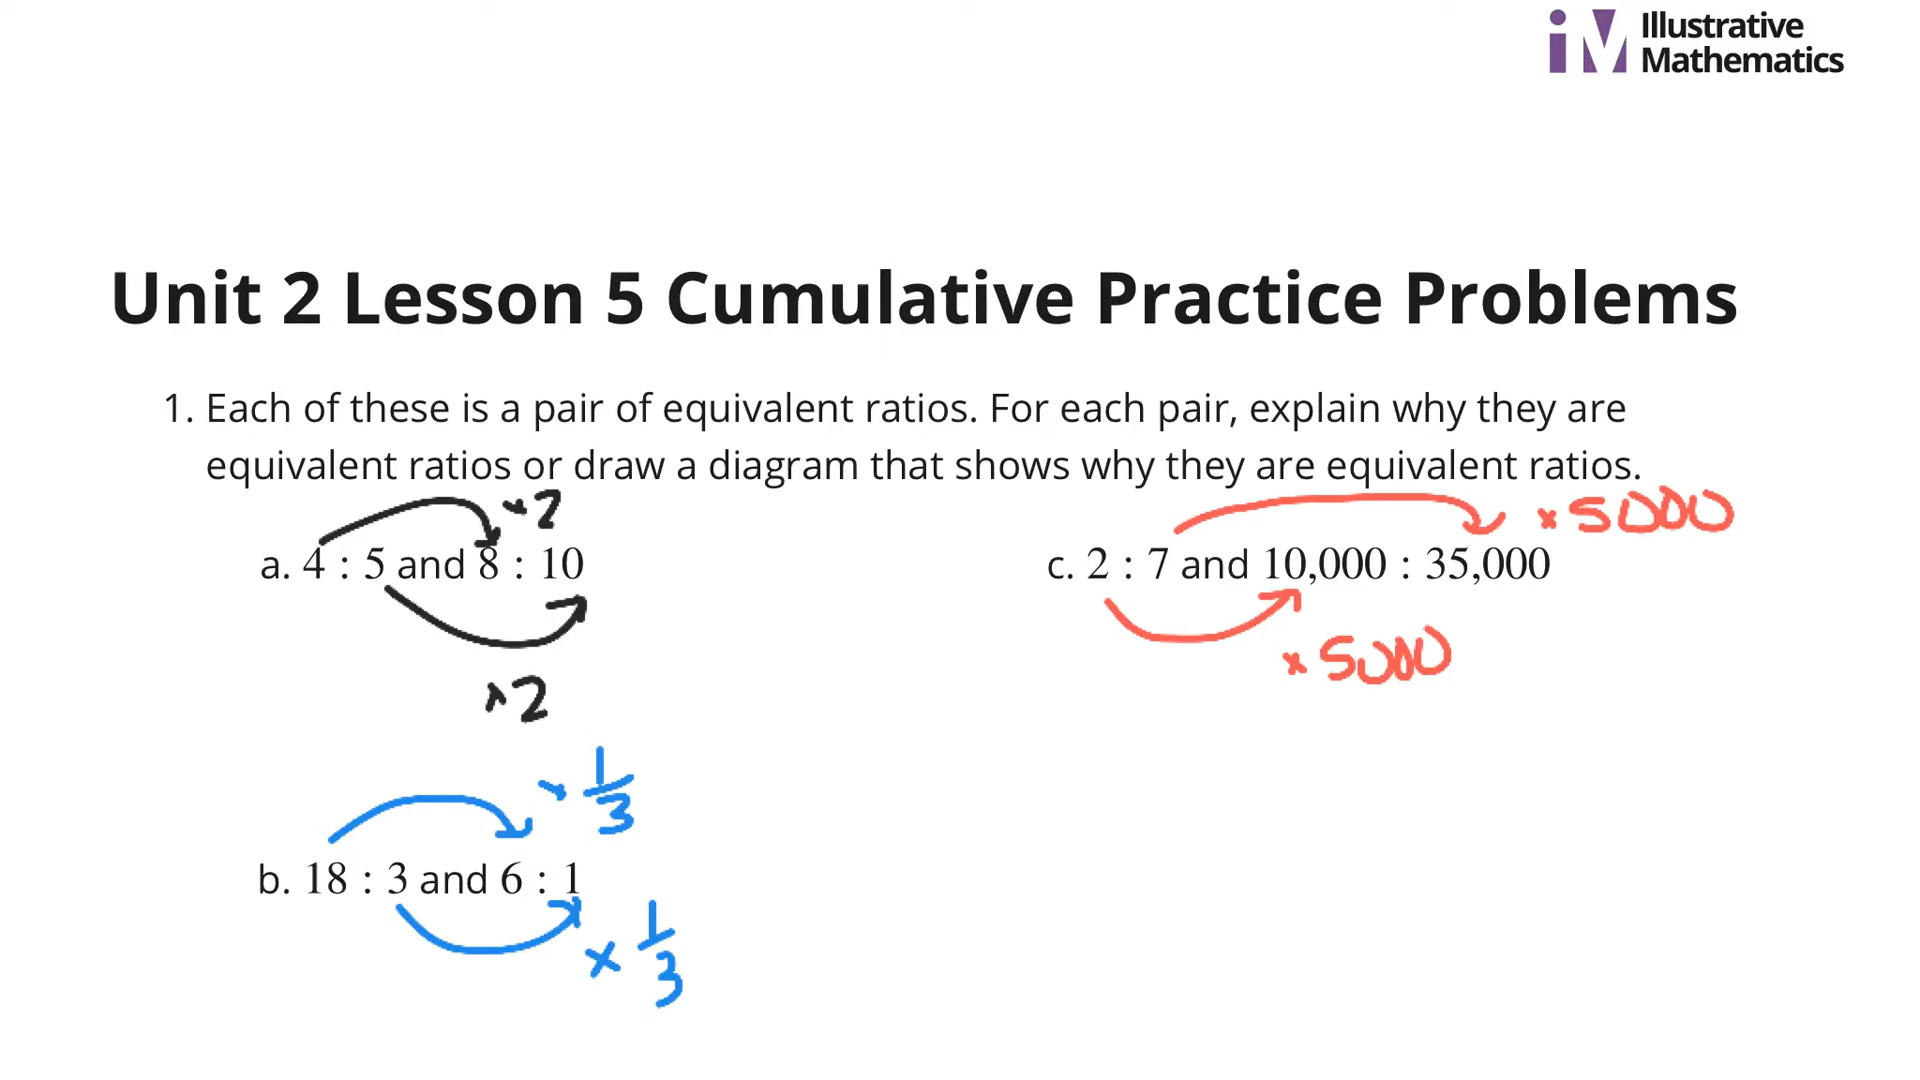 Illustrative
Mathematics
Unit 2 Lesson 5 Cumulative Practice Problems
1. Each of these is a pair of equivalent ratios. For each pair, explain why they are
equivalent ratios or draw a diagram that shows why they are equivalent ratios.
×2
a. 4 : 5 and 8 : 10
×2
× 1/3
b. 18 : 3 and 6 : 1
× 1/3
×5000
c. 2 : 7 and 10,000 : 35,000
×5000